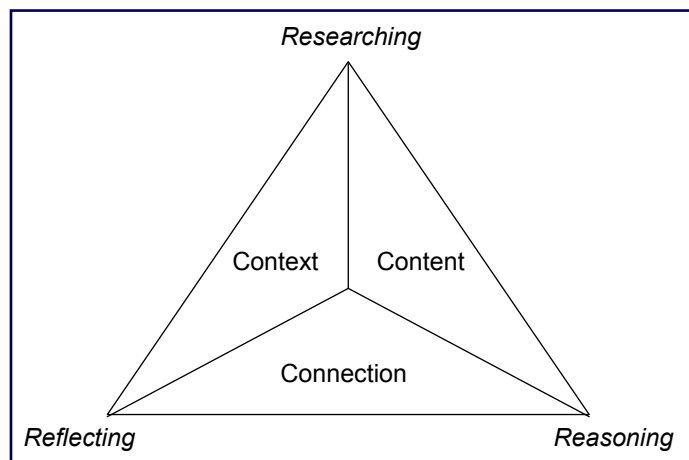 Researching
Context
Content
Connection
Reflecting
Reasoning